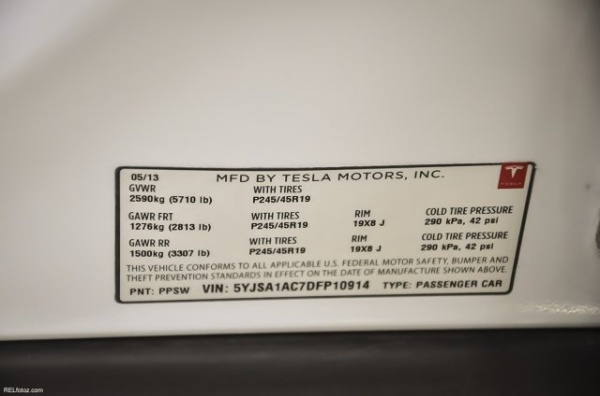 05/13 MFD BY TESLA MOTORS, INC.
GVWR WITH TIRES
2590kg (5710 lb) P245/45R19
GAWR FRT WITH TIRES RIM COLD TIRE PRESSURE
1276kg (2813 lb) P245/45R19 19X8 J 290 kPa, 42 psi
GAWR RR WITH TIRES RIM COLD TIRE PRESSURE
1500kg (3307 lb) P245/45R19 19X8 J 290 kPa, 42 psi
THIS VEHICLE CONFORMS TO ALL APPLICABLE U.S. FEDERAL MOTOR SAFETY, BUMPER AND
THEFT PREVENTION STANDARDS IN EFFECT ON THE DATE OF MANUFACTURE SHOWN ABOVE.
PNT: PPSW VIN: 5YJSA1AC7DFP10914 TYPE: PASSENGER CAR
TESLA
RELfotoz.com